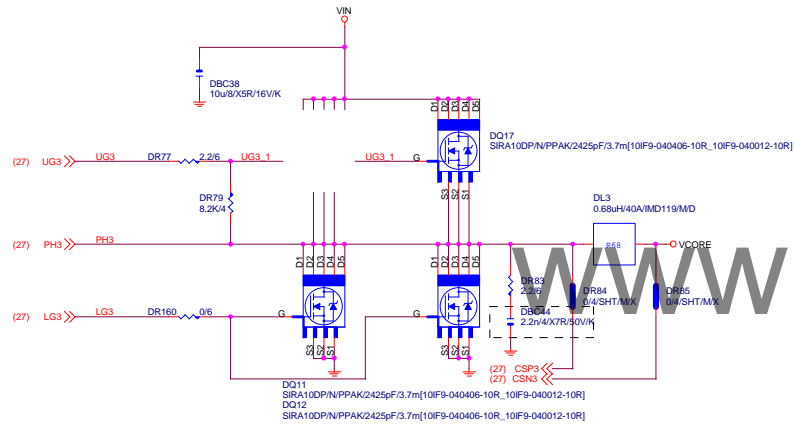 VIN
DBC38
10u/8/X5R/16V/K
D1 D2 D3 D4 D5
DQ17
SIRA10DP/N/PPAK/2425pF/3.7m[10IF9-040406-10R_10IF9-040012-10R]
(27) UG3 UG3 DR77 2.2/6 UG3_1 UG3_1 G
S3 S2 S1
DR79
8.2K/4
DL3
0.68uH/40A/IMD119/M/D
(27) PH3 PH3
R68
VCORE
D1 D2 D3 D4 D5 D1 D2 D3 D4 D5
WWW
DR83
2.2/6
DR84
0/4/SHT/M/X
DR85
0/4/SHT/M/X
(27) LG3 LG3 DR160 0/6 G G
DBC44
2.2n/4/X7R/50V/K
S3 S2 S1 S3 S2 S1
(27) CSP3
(27) CSN3
DQ11
SIRA10DP/N/PPAK/2425pF/3.7m[10IF9-040406-10R_10IF9-040012-10R]
DQ12
SIRA10DP/N/PPAK/2425pF/3.7m[10IF9-040406-10R_10IF9-040012-10R]